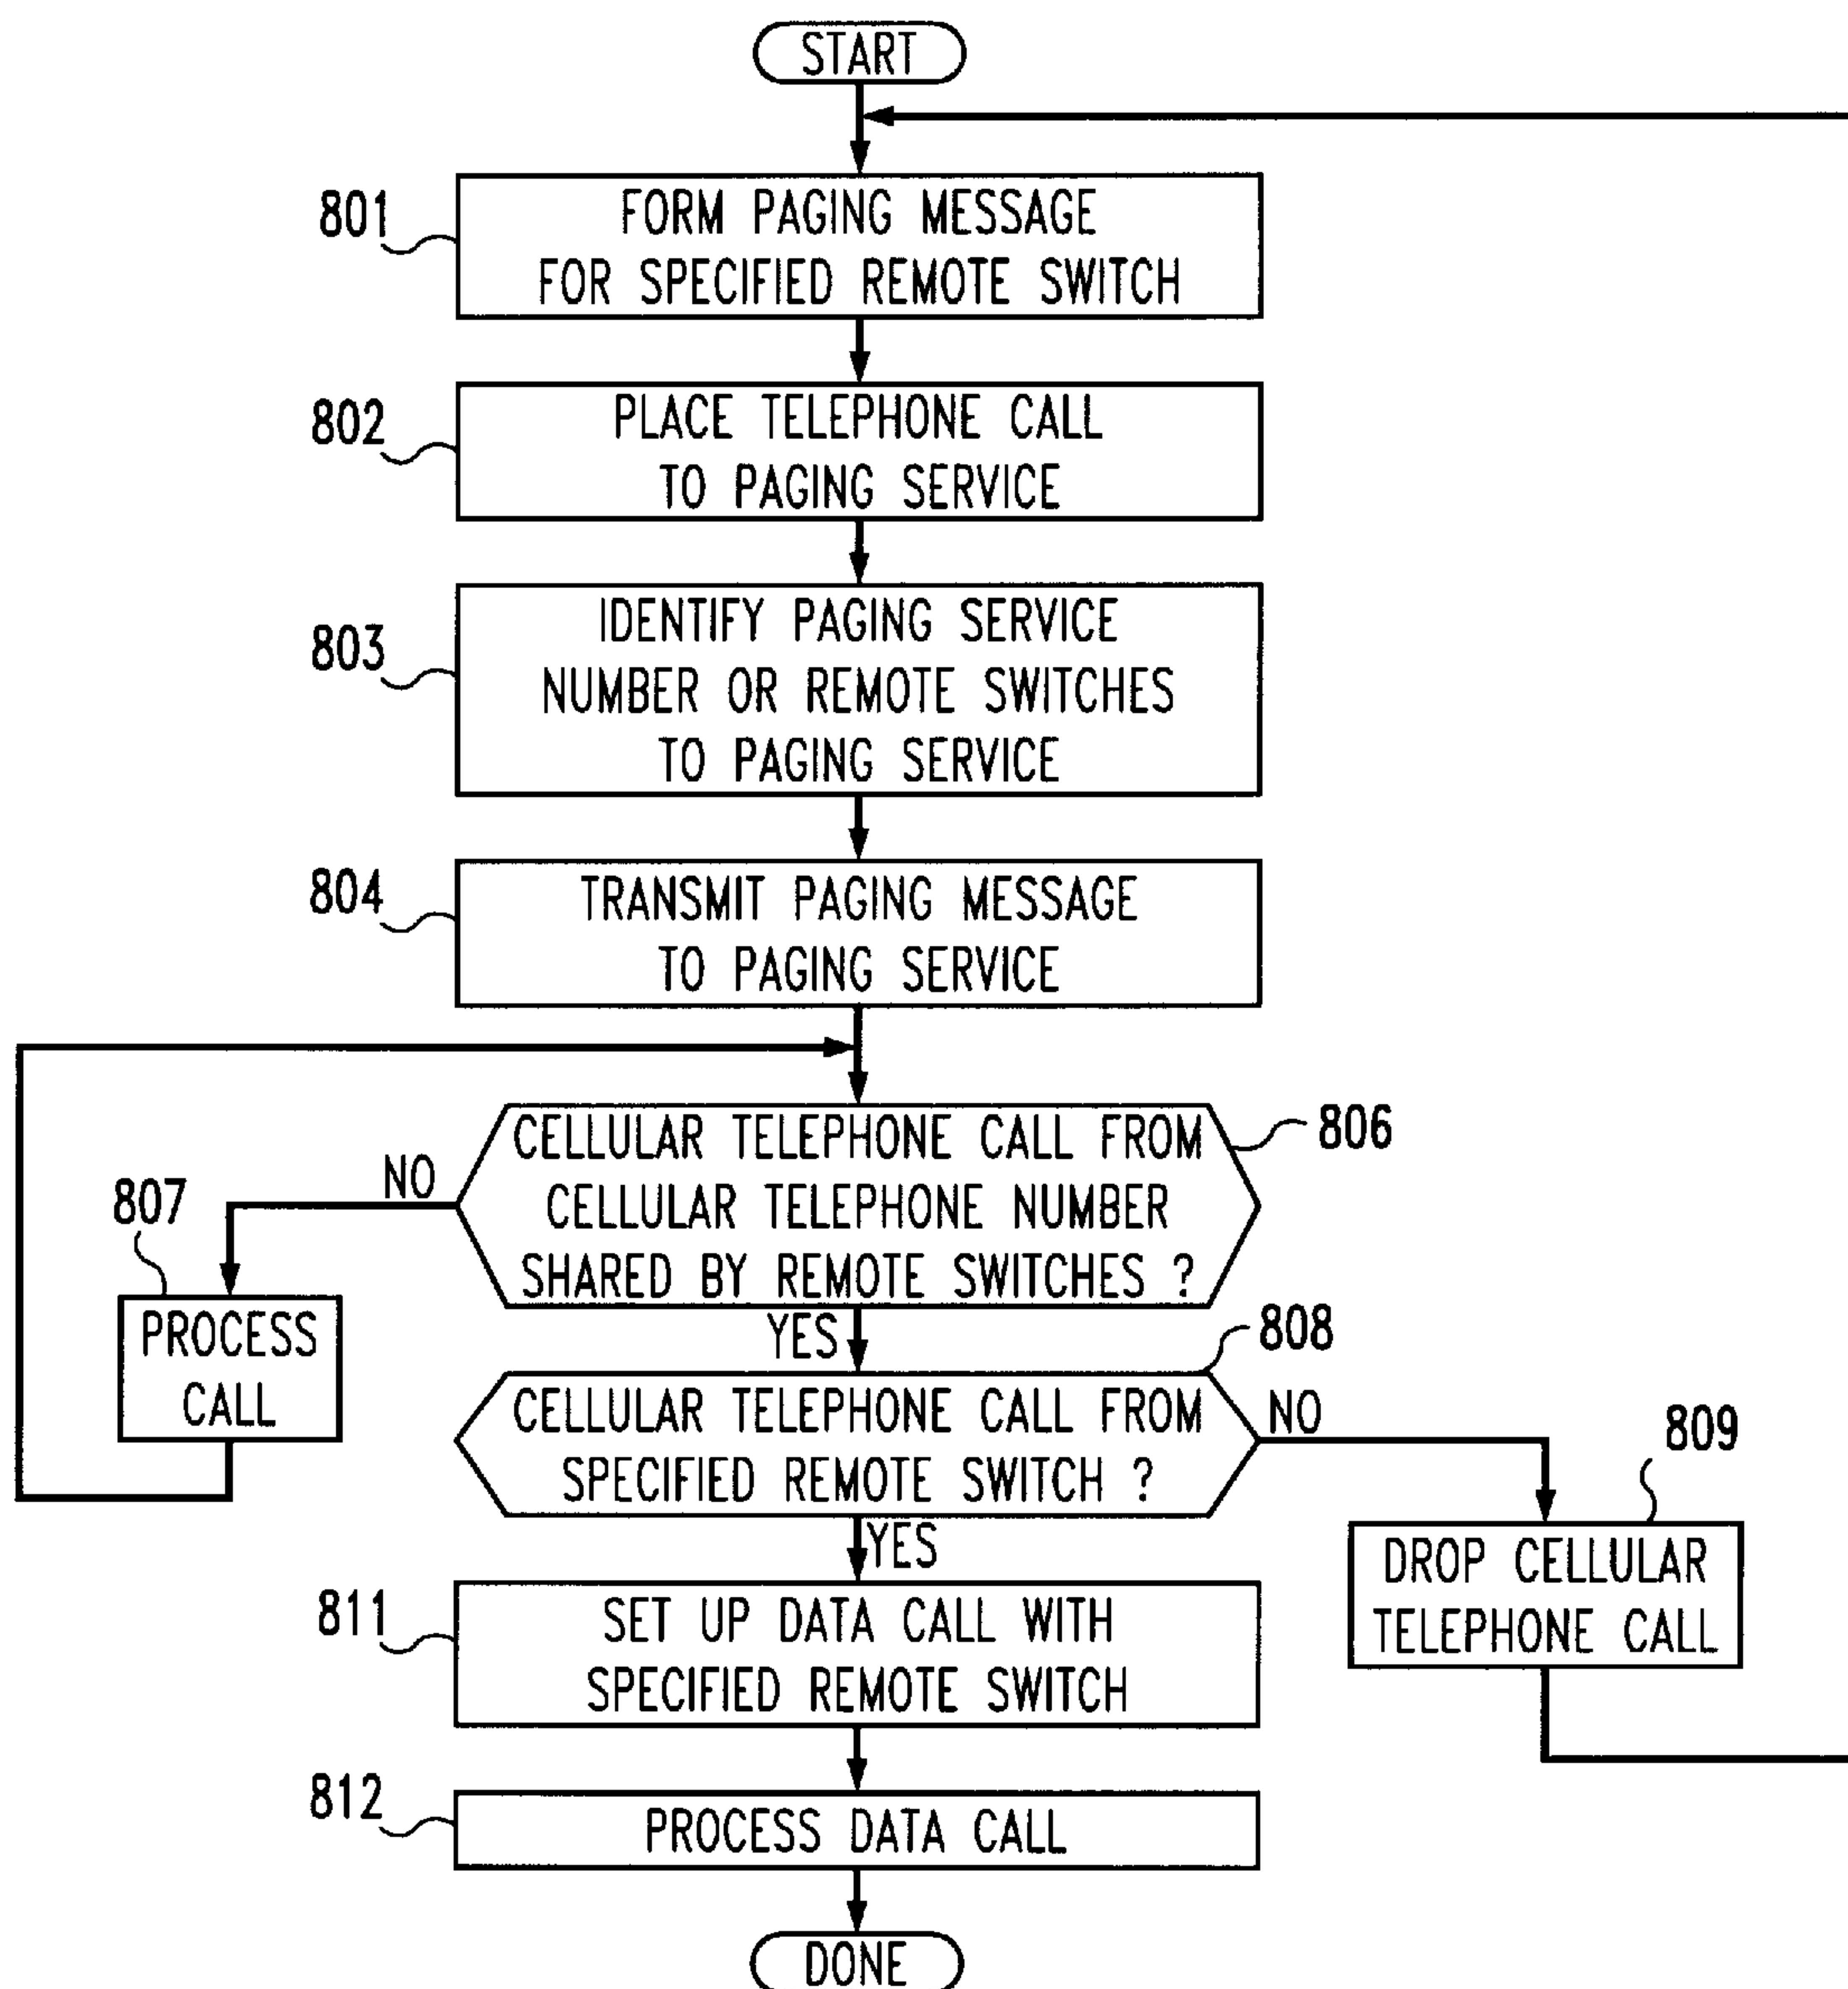 START
801
FORM PAGING MESSAGE
FOR SPECIFIED REMOTE SWITCH
802
PLACE TELEPHONE CALL
TO PAGING SERVICE
803
IDENTIFY PAGING SERVICE
NUMBER OR REMOTE SWITCHES
TO PAGING SERVICE
804
TRANSMIT PAGING MESSAGE
TO PAGING SERVICE
806
CELLULAR TELEPHONE CALL FROM
CELLULAR TELEPHONE NUMBER
SHARED BY REMOTE SWITCHES ?
NO
807
PROCESS
CALL
YES
808
CELLULAR TELEPHONE CALL FROM
SPECIFIED REMOTE SWITCH ?
NO
809
DROP CELLULAR
TELEPHONE CALL
YES
811
SET UP DATA CALL WITH
SPECIFIED REMOTE SWITCH
812
PROCESS DATA CALL
DONE